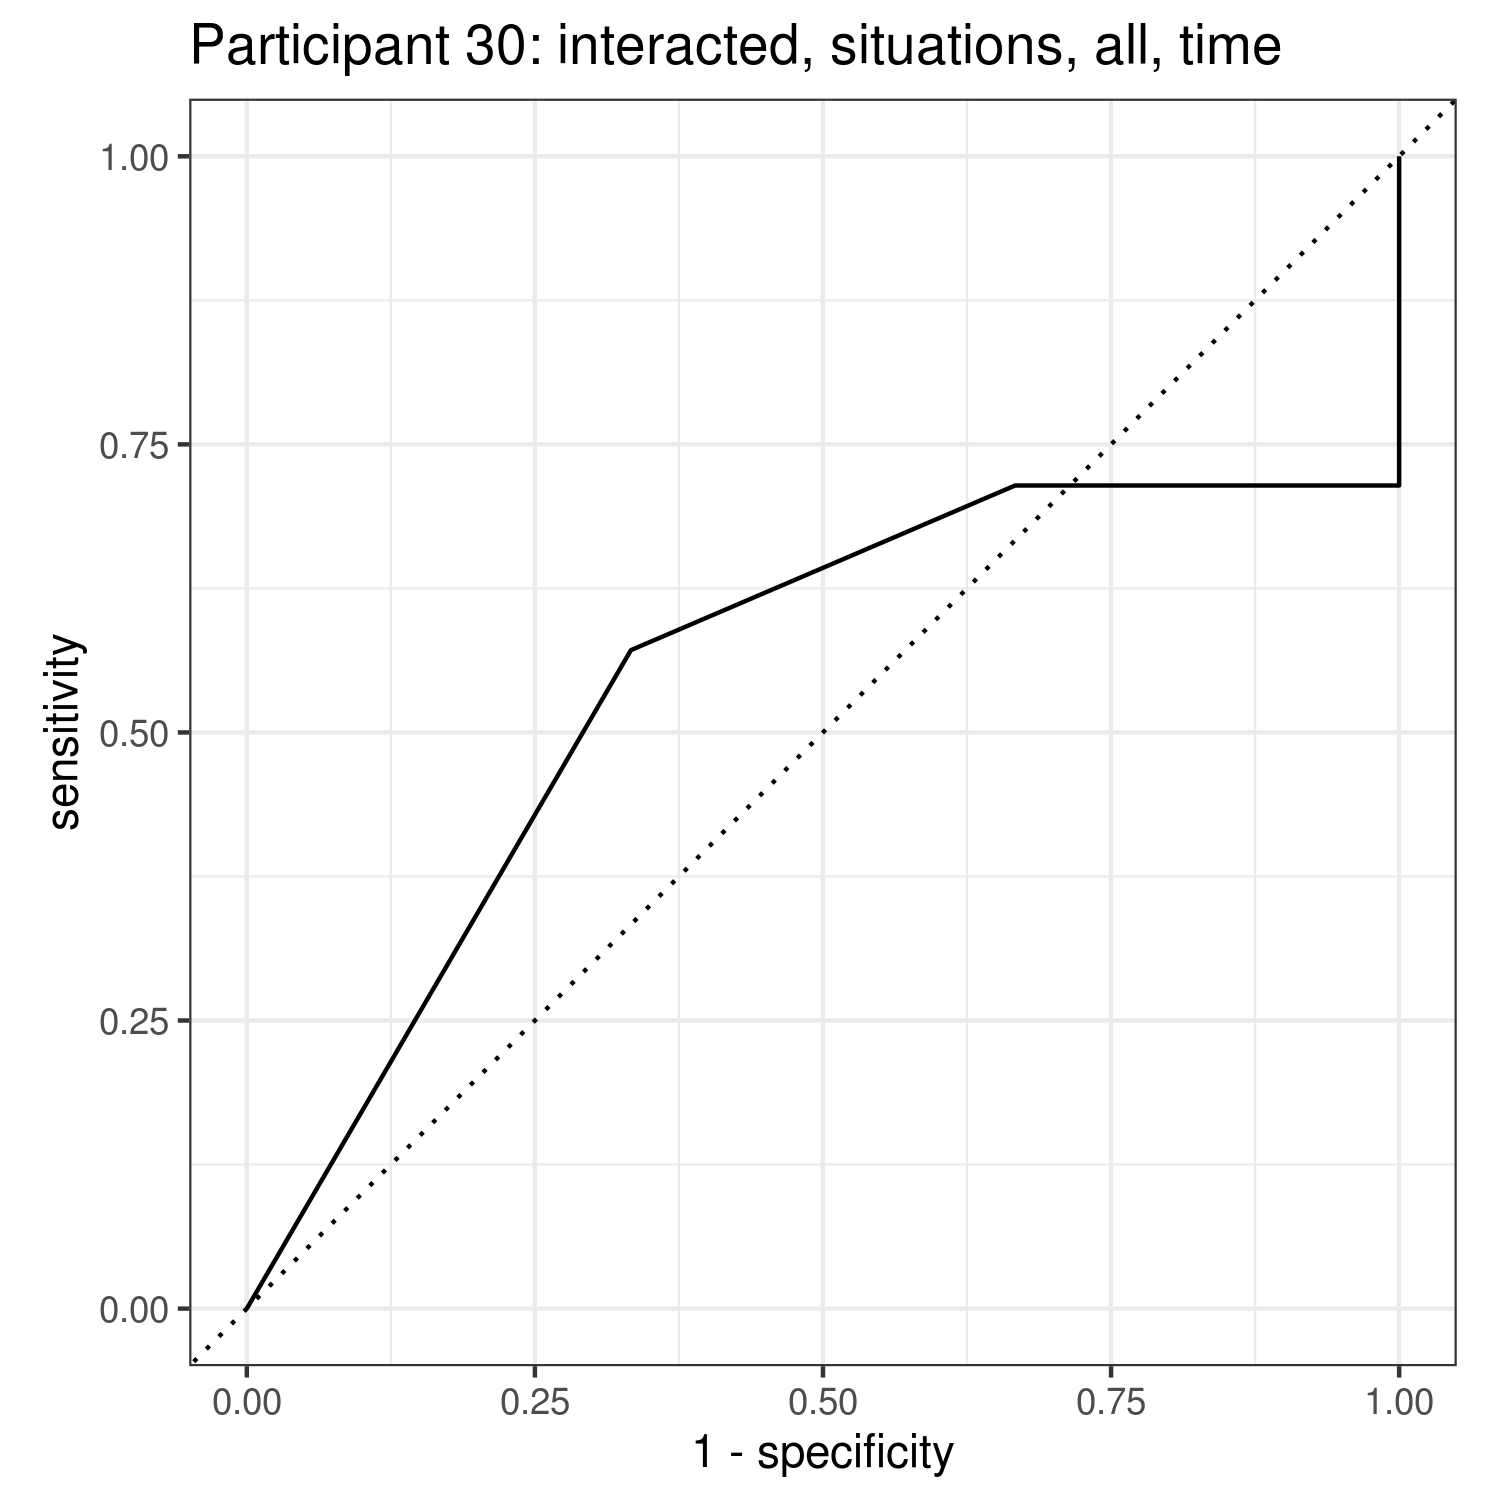 Participant 30: interacted, situations, all, time
1.00
0.75
0.50
0.25
0.00
sensitivity
0.00 0.25 0.50 0.75 1.00
1 - specificity